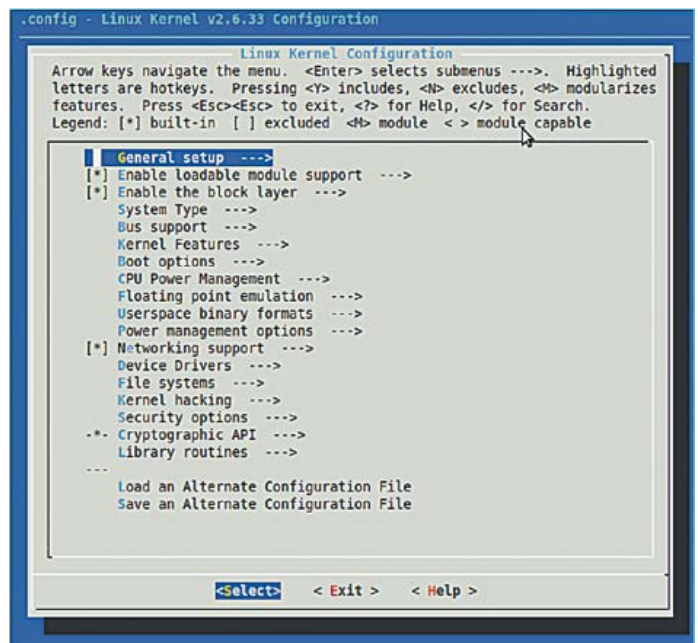 .config - Linux Kernel v2.6.33 Configuration
Linux Kernel Configuration
Arrow keys navigate the menu. <Enter> selects submenus --->. Highlighted
letters are hotkeys. Pressing <Y> includes, <N> excludes, <M> modularizes
features. Press <Esc><Esc> to exit, <?> for Help, </> for Search.
Legend: [*] built-in [ ] excluded <M> module < > module capable
General setup --->
[*] Enable loadable module support --->
[*] Enable the block layer --->
System Type --->
Bus support --->
Kernel Features --->
Boot options --->
CPU Power Management --->
Floating point emulation --->
Userspace binary formats --->
Power management options --->
[*] Networking support --->
Device Drivers --->
File systems --->
Kernel hacking --->
Security options --->
-*- Cryptographic API --->
Library routines --->
---
Load an Alternate Configuration File
Save an Alternate Configuration File
<Select> < Exit > < Help >